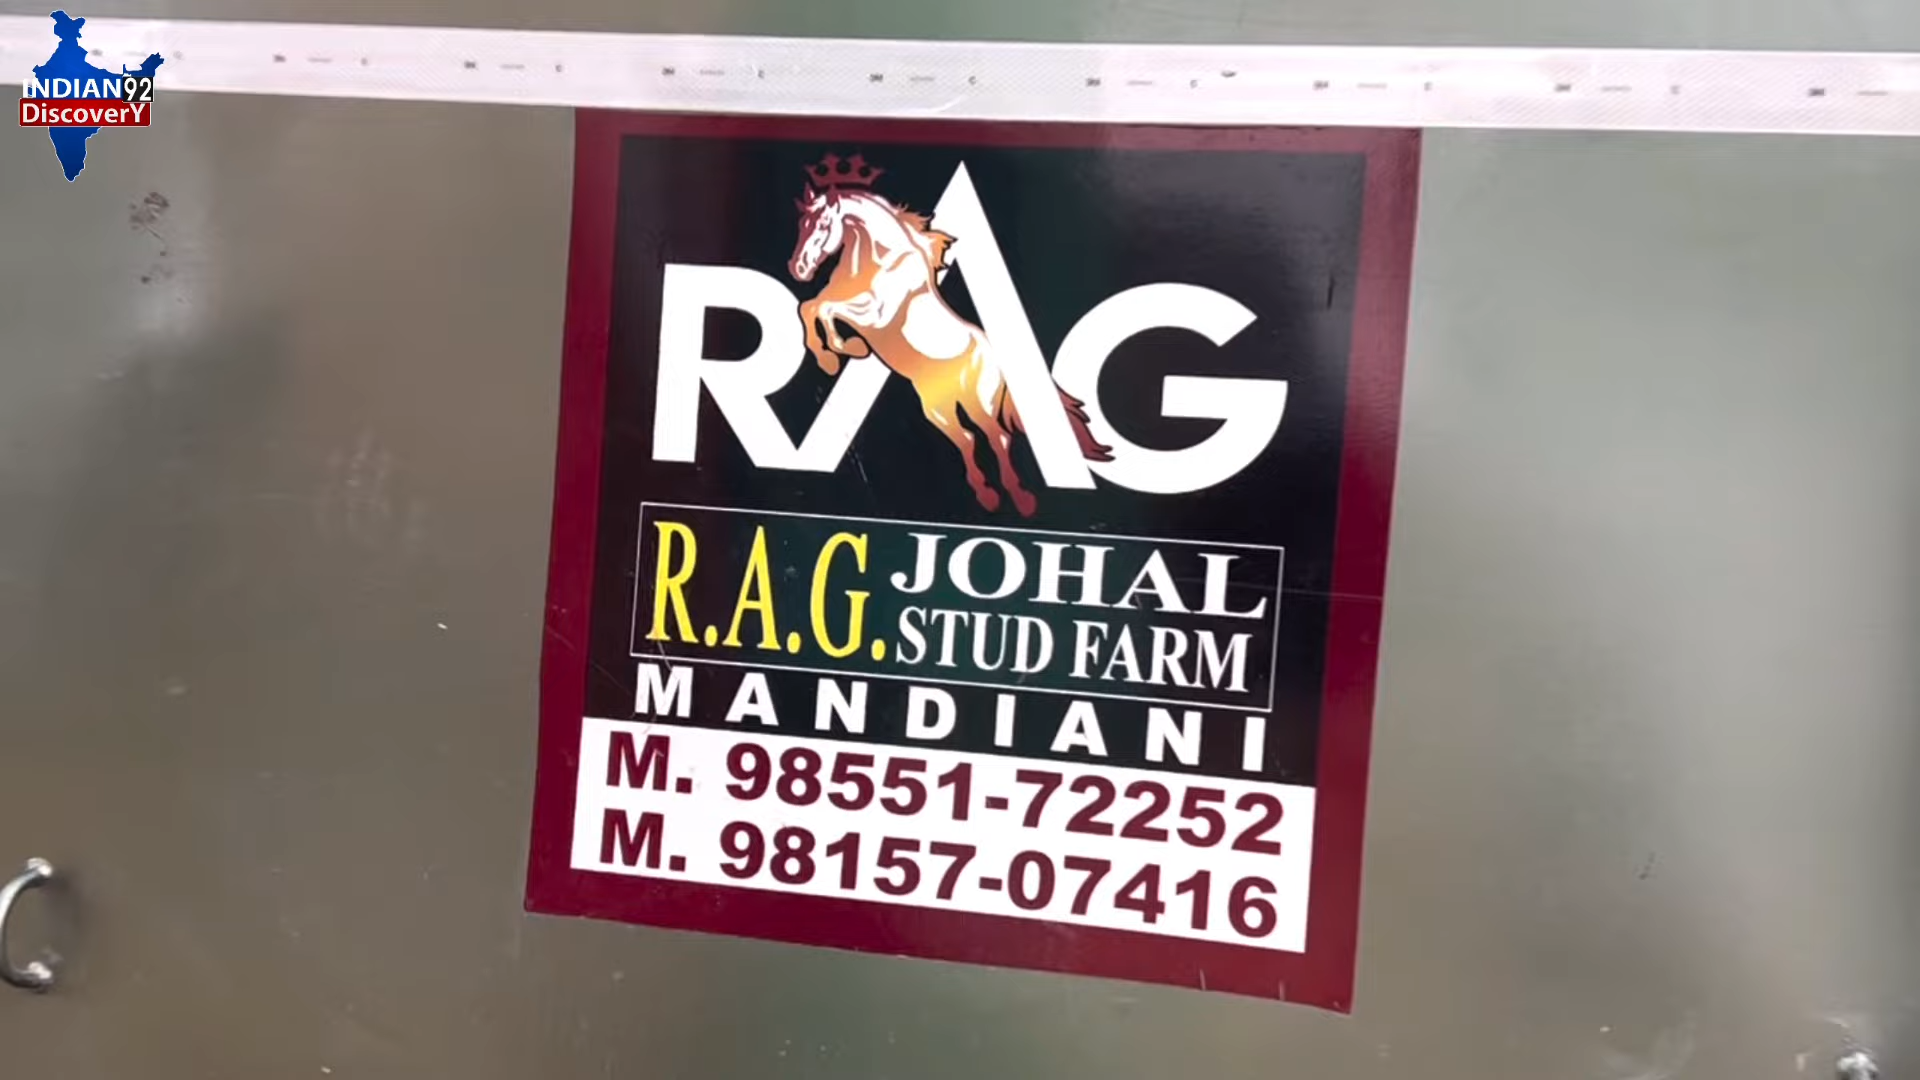 INDIAN92
DiscoverY
RAG
R.A.G. JOHAL
STUD FARM
MANDIANI
M. 98551-72252
M. 98157-07416